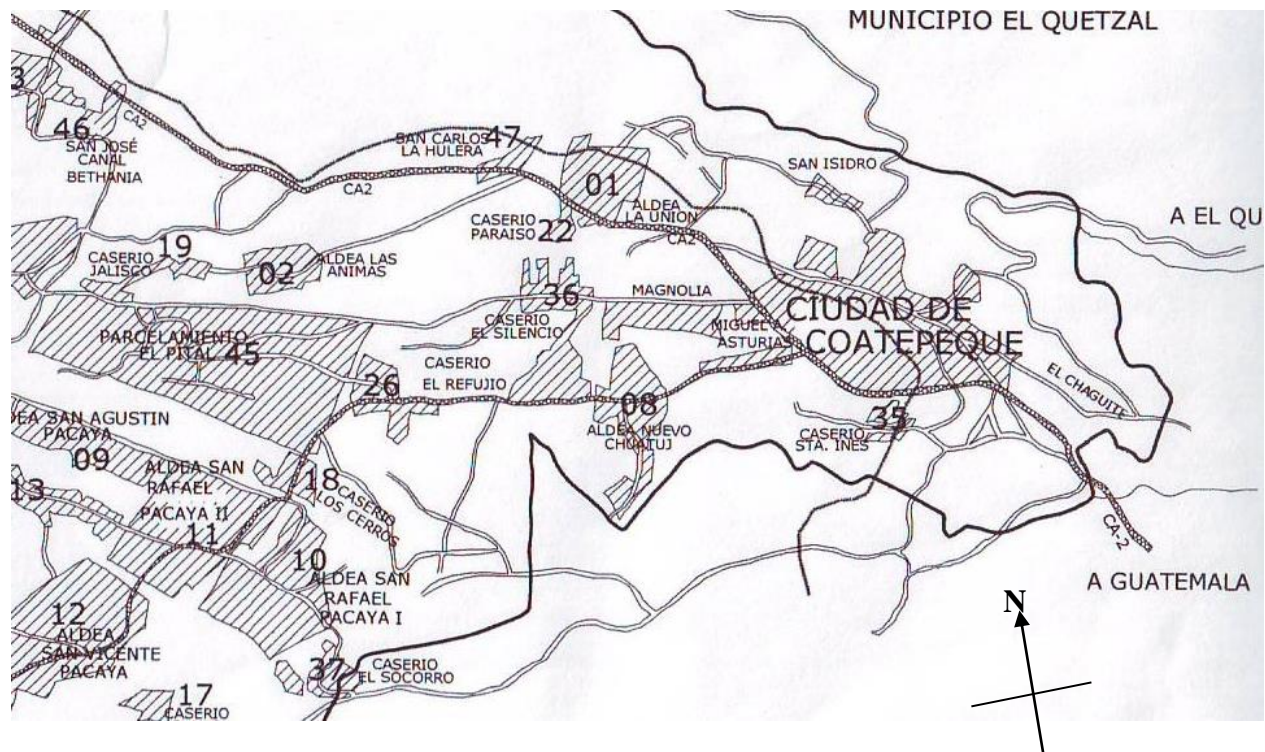 MUNICIPIO EL QUETZAL
3
CA2
46
SAN JOSÉ
CANAL
BETHANIA
SAN CARLOS
LA HULERA
47
CA2
01
SAN ISIDRO
ALDEA
LA UNION
CA2
CASERIO
PARAISO
22
A EL QU
CASERIO
JALISCO
19
02
ALDEA LAS
ANIMAS
36
CASERIO
EL SILENCIO
MAGNOLIA
MIGUEL A.
ASTURIAS
CIUDAD DE
COATEPEQUE
PARCELAMIENTO
EL PITAL
45
CASERIO
EL REFUJIO
26
EL CHAGUITE
08
ALDEA NUEVO
CHUATUJ
35
CASERIO
STA. INES
DEA SAN AGUSTIN
PACAYA
09
13
ALDEA SAN
RAFAEL
PACAYA II
11
18
CASERIO
LOS CERROS
10
ALDEA SAN
RAFAEL
PACAYA I
CA-2
A GUATEMALA
12
ALDEA
SAN VICENTE
PACAYA
37
CASERIO
EL SOCORRO
17
CASERIO
N